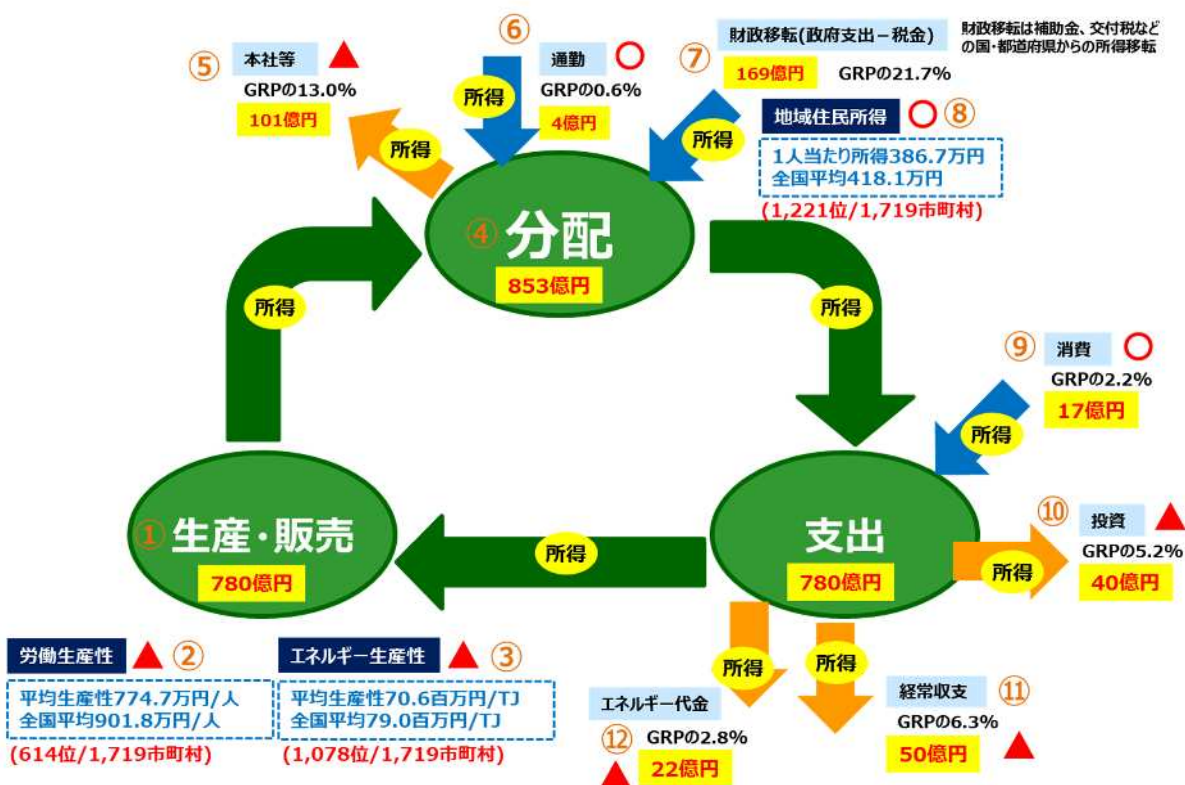 ⑤
本社等 ▲
GRPの13.0%
101億円
所得
⑥
通勤 ○
GRPの0.6%
4億円
所得
⑦
財政移転(政府支出－税金)
169億円 GRPの21.7%
財政移転は補助金、交付税など
の国・都道府県からの所得移転
所得
地域住民所得 ○ ⑧
1人当たり所得386.7万円
全国平均418.1万円
(1,221位/1,719市町村)
④ 分配
853億円
所得
所得
⑨ 消費 ○
GRPの2.2%
17億円
所得
① 生産・販売
780億円
所得
支出
780億円
⑩ 投資 ▲
GRPの5.2%
40億円
所得
労働生産性 ▲ ②
平均生産性774.7万円/人
全国平均901.8万円/人
(614位/1,719市町村)
エネルギー生産性 ▲ ③
平均生産性70.6百万円/TJ
全国平均79.0百万円/TJ
(1,078位/1,719市町村)
所得
エネルギー代金
⑫ GRPの2.8%
▲ 22億円
所得
経常収支 ⑪
GRPの6.3%
50億円 ▲